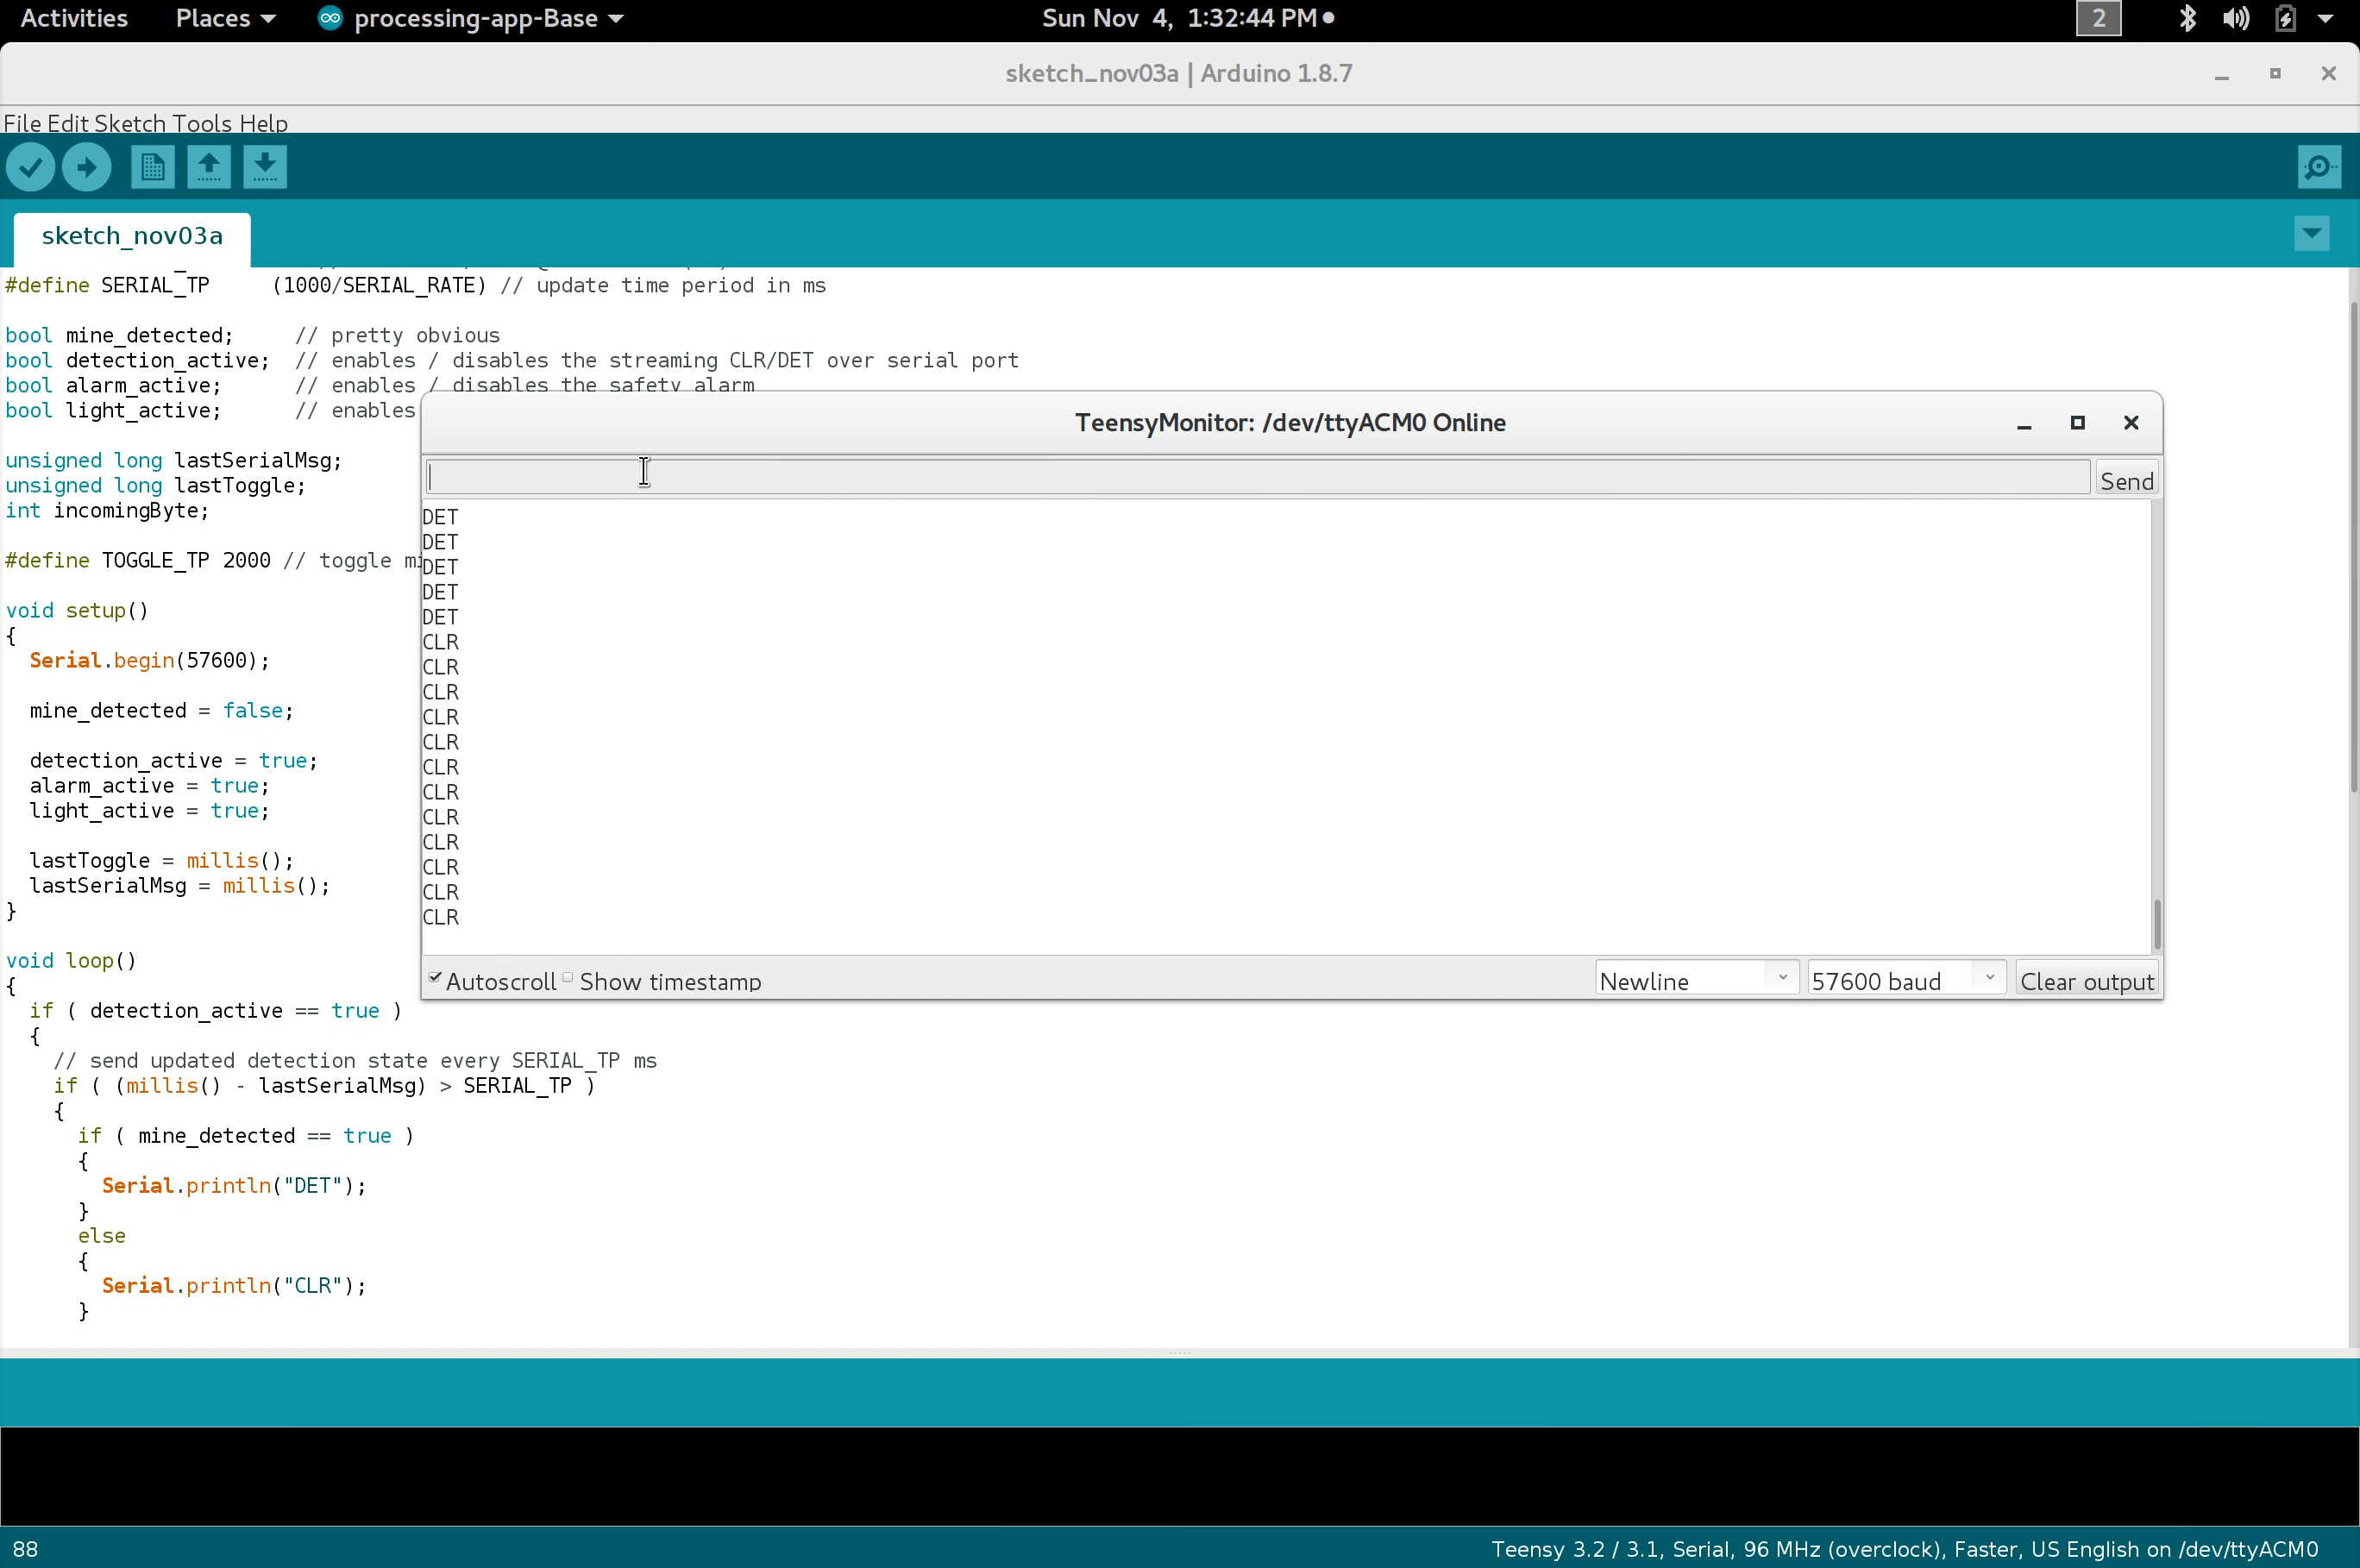 Activities Places processing-app-Base Sun Nov 4, 1:32:44 PM 2
sketch_nov03a | Arduino 1.8.7
File Edit Sketch Tools Help
sketch_nov03a
#define SERIAL_TP (1000/SERIAL_RATE) // update time period in ms
bool mine_detected; // pretty obvious
bool detection_active; // enables / disables the streaming CLR/DET over serial port
bool alarm_active; // enables / disables the safety alarm
bool light_active; // enables
unsigned long lastSerialMsg;
unsigned long lastToggle;
int incomingByte;
#define TOGGLE_TP 2000 // toggle
void setup()
{
Serial.begin(57600);
mine_detected = false;
detection_active = true;
alarm_active = true;
light_active = true;
lastToggle = millis();
lastSerialMsg = millis();
}
void loop()
{
if ( detection_active == true )
{
// send updated detection state every SERIAL_TP ms
if ( (millis() - lastSerialMsg) > SERIAL_TP )
{
if ( mine_detected == true )
{
Serial.println("DET");
}
else
{
Serial.println("CLR");
}
TeensyMonitor: /dev/ttyACM0 Online
Send
DET
DET
DET
DET
DET
CLR
CLR
CLR
CLR
CLR
CLR
CLR
CLR
CLR
CLR
CLR
CLR
Autoscroll Show timestamp Newline 57600 baud Clear output
88 Teensy 3.2 / 3.1, Serial, 96 MHz (overclock), Faster, US English on /dev/ttyACM0